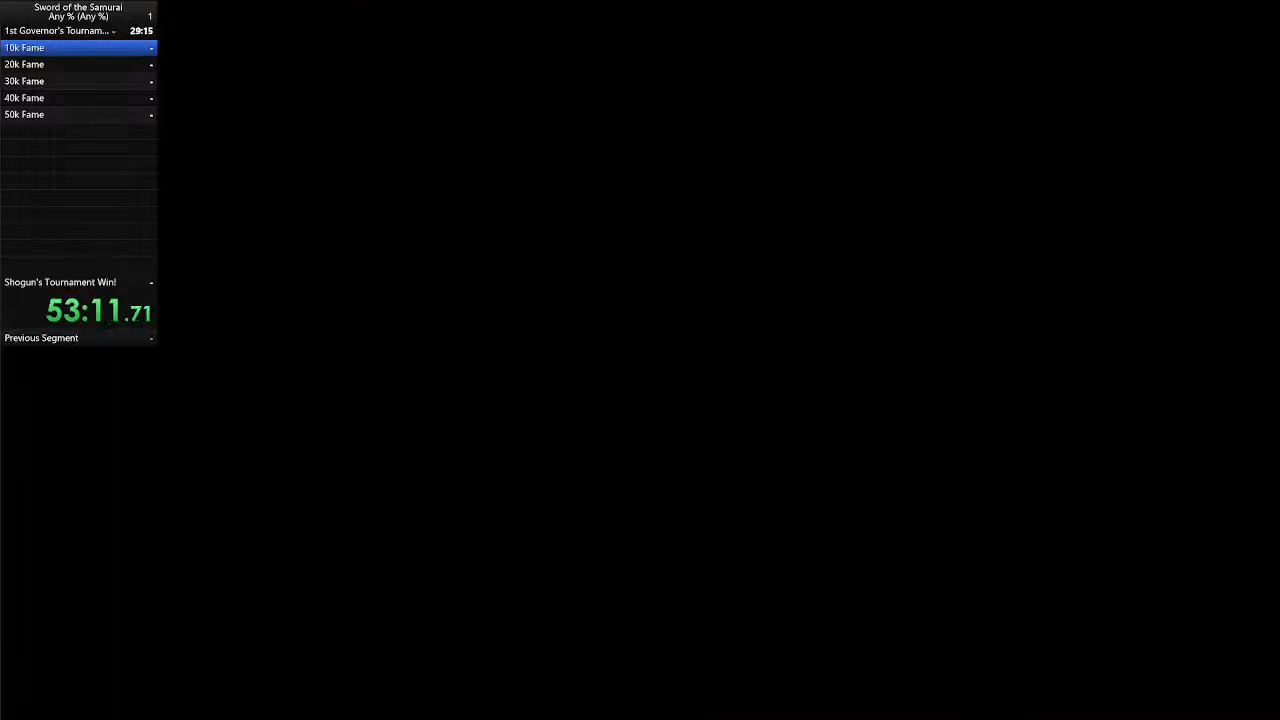 Sword of the Samurai
Any % (Any %) 1
1st Governor's Tournam... - 29:15
10k Fame -
20k Fame -
30k Fame -
40k Fame -
50k Fame -
Shogun's Tournament Win! -
53:11.71
Previous Segment -